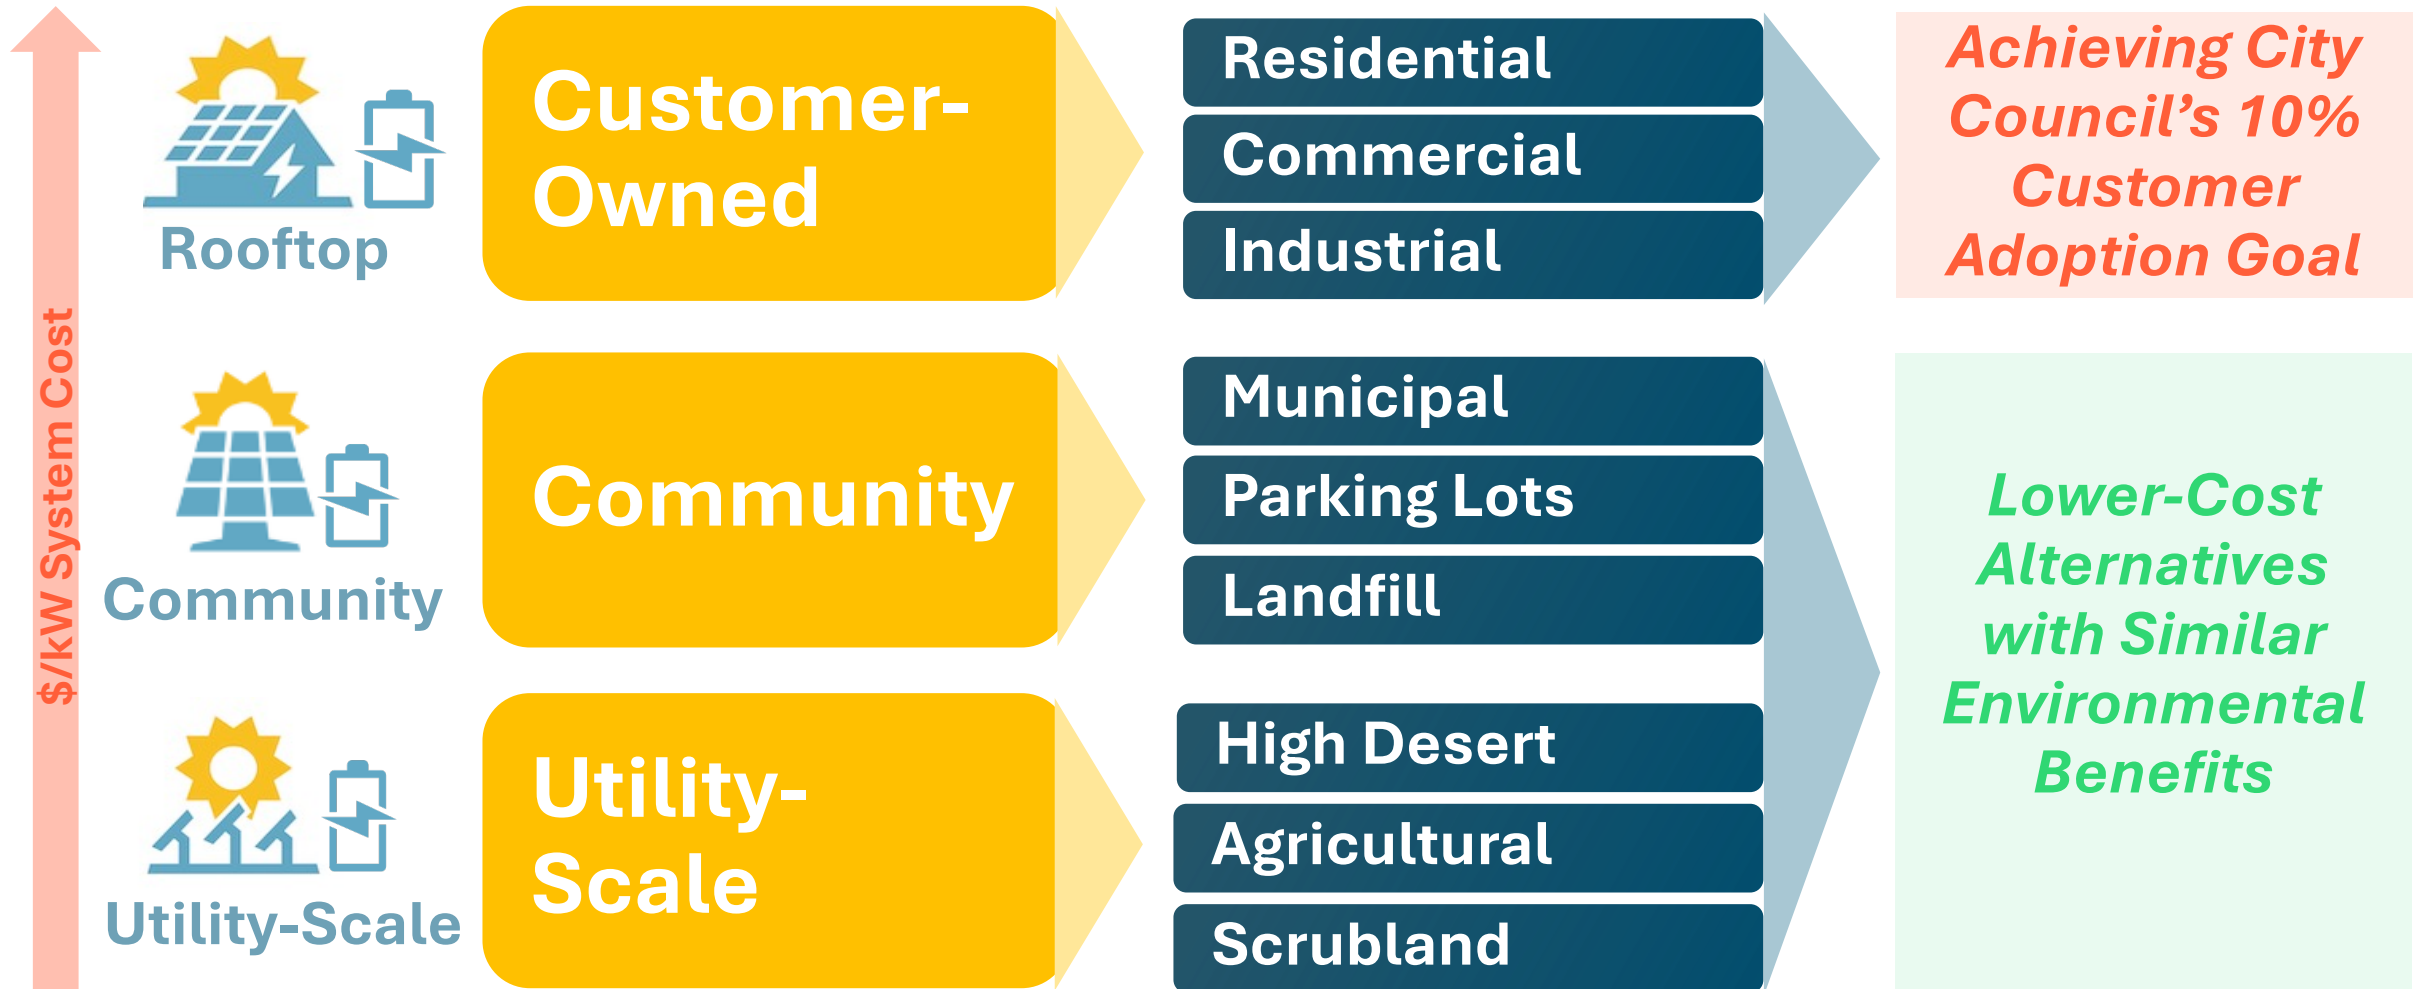 $/kW System Cost
Rooftop
Customer-
Owned
Residential
Commercial
Industrial
Achieving City
Council’s 10%
Customer
Adoption Goal
Community
Community
Municipal
Parking Lots
Landfill
Utility-Scale
Utility-
Scale
High Desert
Agricultural
Scrubland
Lower-Cost
Alternatives
with Similar
Environmental
Benefits